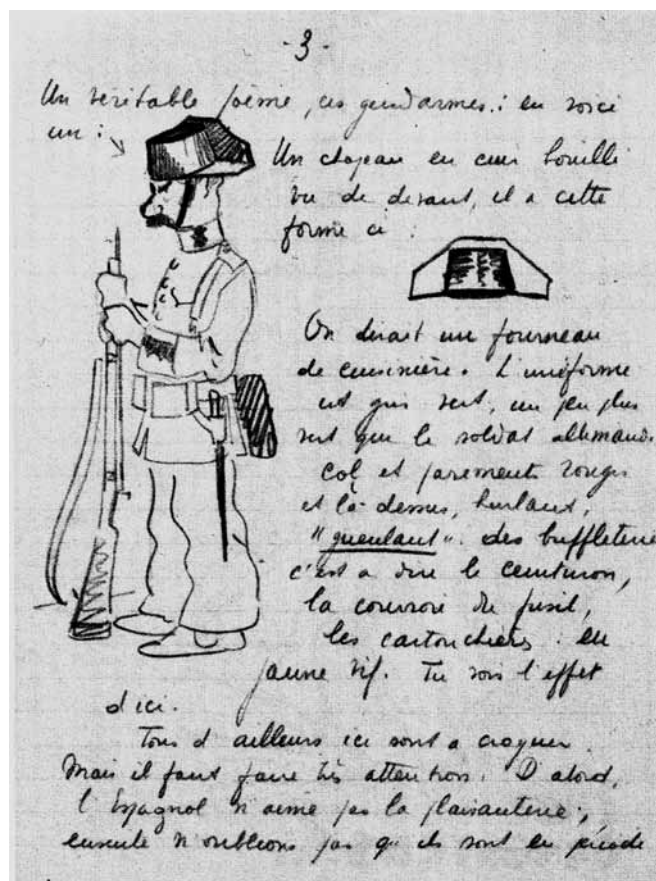 - 3 -
Un veritable poème, ces gendarmes : en voici
un :
Un chapeau en cuir bouilli
vu de devant, il a cette
forme ci :
On dirait un fourneau
de cuisinière. L'uniforme
est gris vert, un peu plus
vert que le soldat allemand.
Col et parements rouges
et là dessus, hurlant,
"gueulant" des buffleterie
c'est a dire le ceinturon,
la courroie du fusil,
les cartouchières : en
jaune vif. Tu vois l'effet
d'ici.
Tous d'ailleurs ici sont a croquer.
Mais il faut faire très attention. D'abord,
l'Espagnol n'aime pas la plaisanterie ;
ensuite n'oublions pas qu'ils sont en période